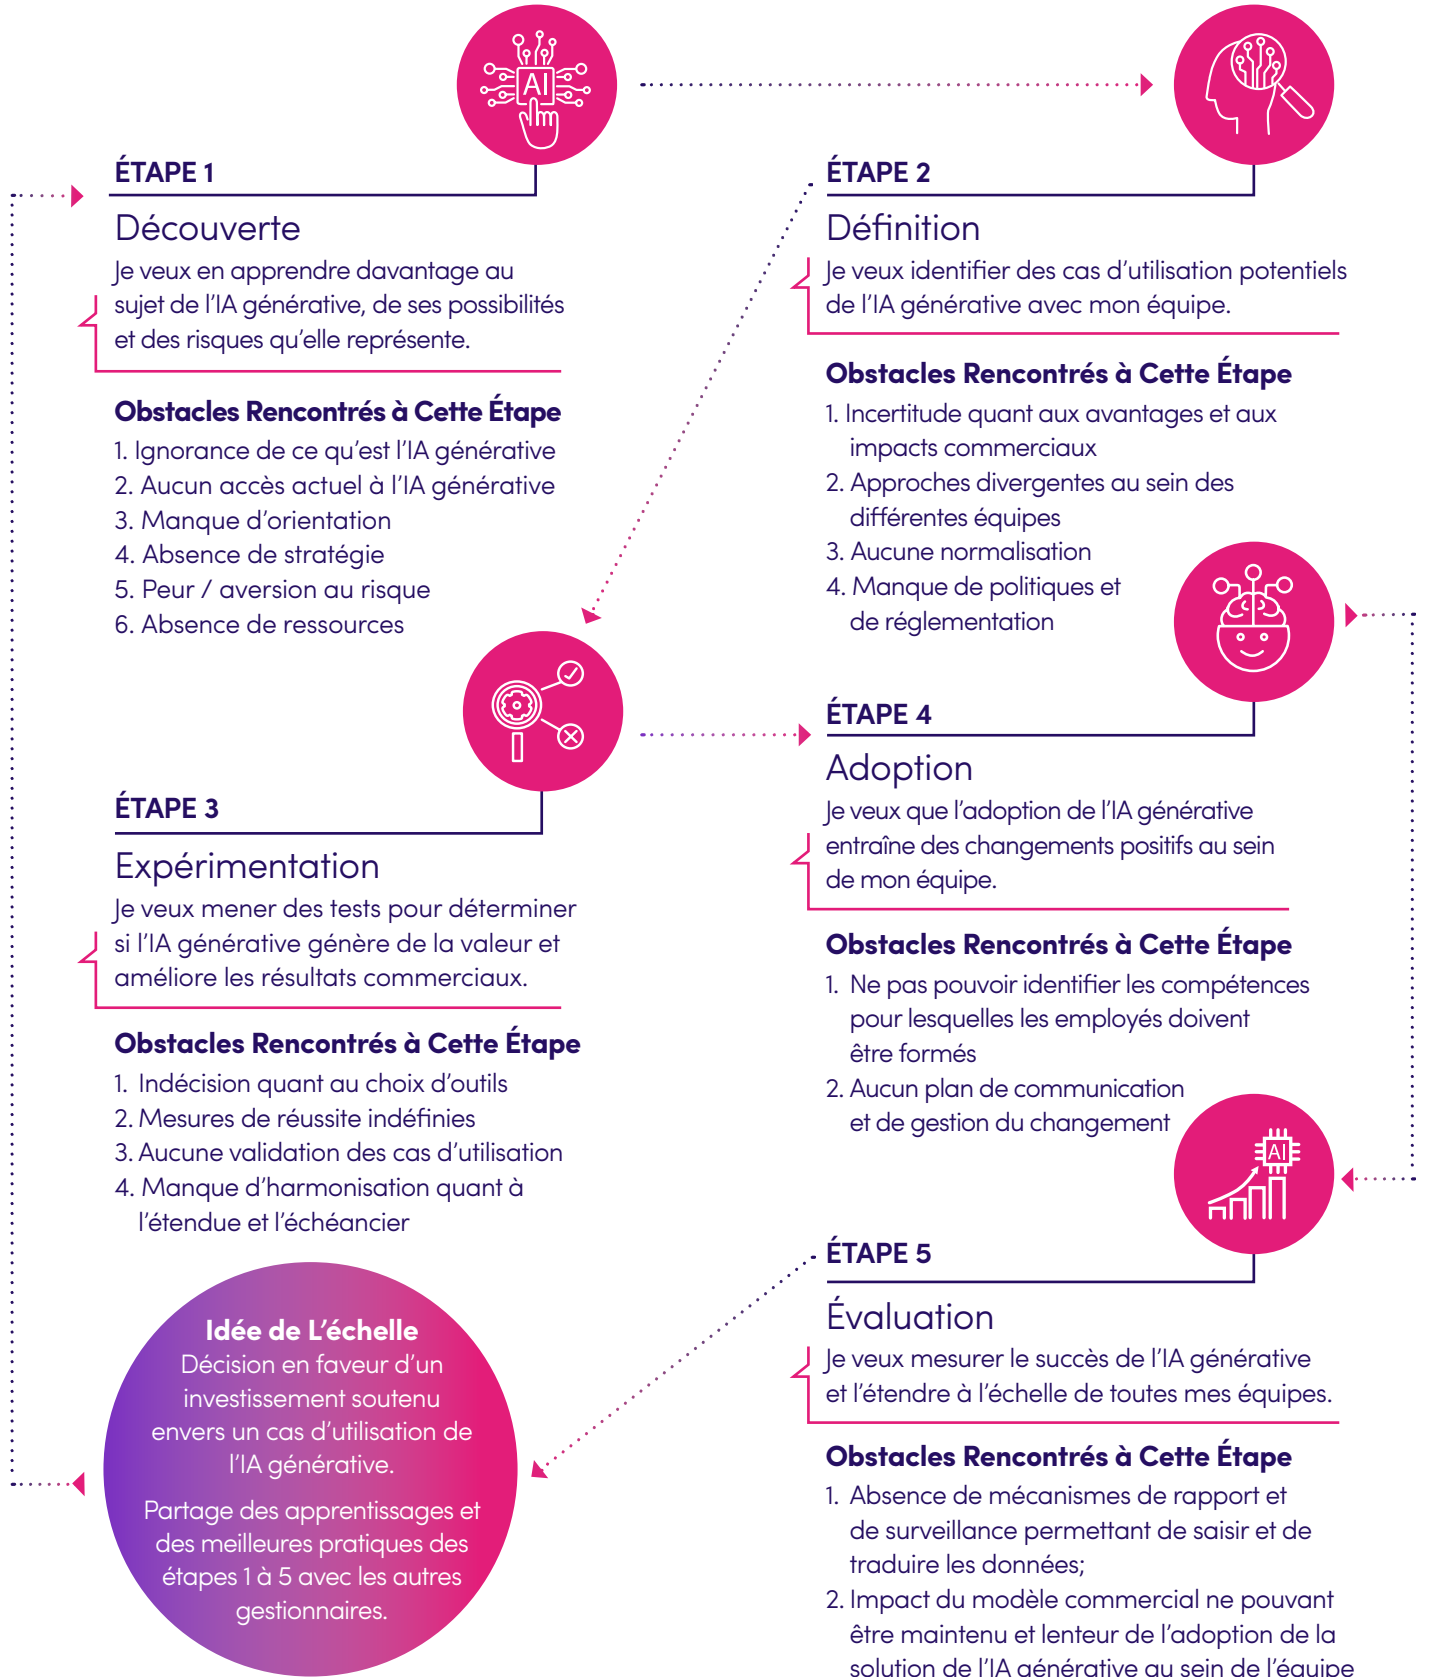 AI
ÉTAPE 1
Découverte
Je veux en apprendre davantage au
sujet de l’IA générative, de ses possibilités
et des risques qu’elle représente.
Obstacles Rencontrés à Cette Étape
1. Ignorance de ce qu’est l’IA générative
2. Aucun accès actuel à l’IA générative
3. Manque d’orientation
4. Absence de stratégie
5. Peur / aversion au risque
6. Absence de ressources
ÉTAPE 2
Définition
Je veux identifier des cas d’utilisation potentiels
de l’IA générative avec mon équipe.
Obstacles Rencontrés à Cette Étape
1. Incertitude quant aux avantages et aux
impacts commerciaux
2. Approches divergentes au sein des
différentes équipes
3. Aucune normalisation
4. Manque de politiques et
de réglementation
ÉTAPE 3
Expérimentation
Je veux mener des tests pour déterminer
si l’IA générative génère de la valeur et
améliore les résultats commerciaux.
Obstacles Rencontrés à Cette Étape
1. Indécision quant au choix d’outils
2. Mesures de réussite indéfinies
3. Aucune validation des cas d’utilisation
4. Manque d’harmonisation quant à
l’étendue et l’échéancier
ÉTAPE 4
Adoption
Je veux que l’adoption de l’IA générative
entraîne des changements positifs au sein
de mon équipe.
Obstacles Rencontrés à Cette Étape
1. Ne pas pouvoir identifier les compétences
pour lesquelles les employés doivent
être formés
2. Aucun plan de communication
et de gestion du changement
AI
ÉTAPE 5
Évaluation
Je veux mesurer le succès de l’IA générative
et l’étendre à l’échelle de toutes mes équipes.
Obstacles Rencontrés à Cette Étape
1. Absence de mécanismes de rapport et
de surveillance permettant de saisir et de
traduire les données;
2. Impact du modèle commercial ne pouvant
être maintenu et lenteur de l’adoption de la
solution de l’IA générative au sein de l’équipe
Idée de L’échelle
Décision en faveur d’un
investissement soutenu
envers un cas d’utilisation de
l’IA générative.
Partage des apprentissages et
des meilleures pratiques des
étapes 1 à 5 avec les autres
gestionnaires.